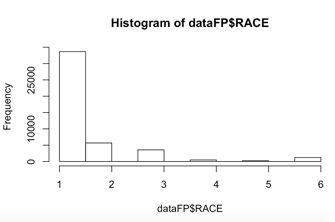 Histogram of dataFP$RACE
Frequency
25000
10000
0
1 2 3 4 5 6
dataFP$RACE